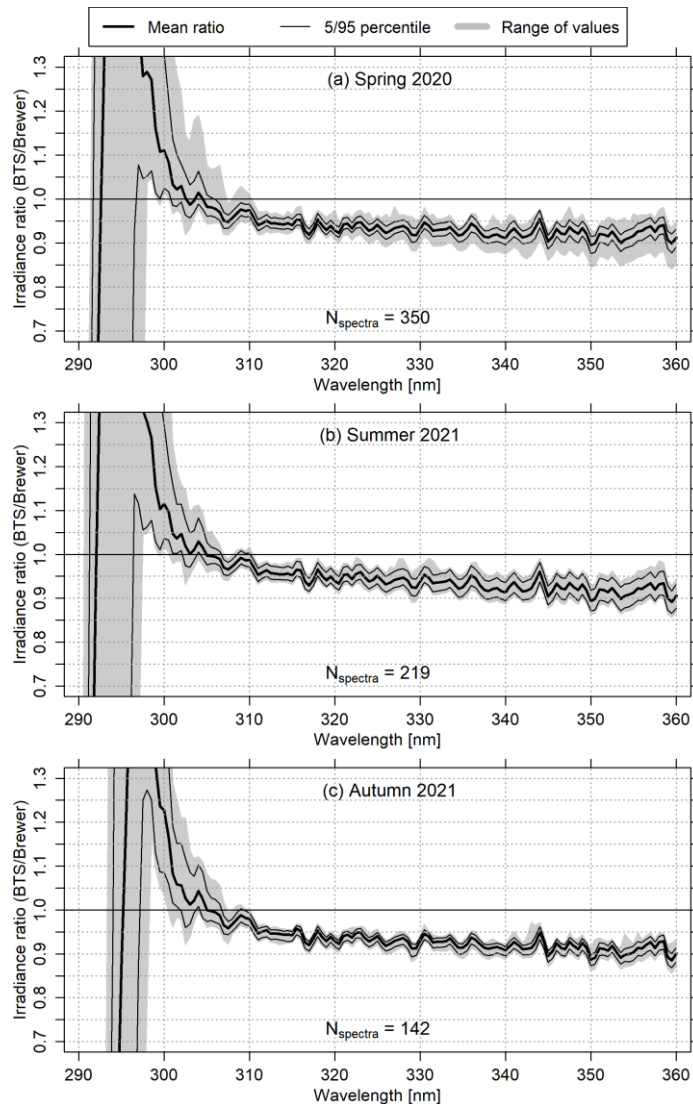 Mean ratio 5/95 percentile Range of values
(a) Spring 2020
Irradiance ratio (BTS/Brewer)
1.3
1.2
1.1
1.0
0.9
0.8
0.7
N_spectra = 350
290 300 310 320 330 340 350 360
Wavelength [nm]
(b) Summer 2021
Irradiance ratio (BTS/Brewer)
1.3
1.2
1.1
1.0
0.9
0.8
0.7
N_spectra = 219
290 300 310 320 330 340 350 360
Wavelength [nm]
(c) Autumn 2021
Irradiance ratio (BTS/Brewer)
1.3
1.2
1.1
1.0
0.9
0.8
0.7
N_spectra = 142
290 300 310 320 330 340 350 360
Wavelength [nm]